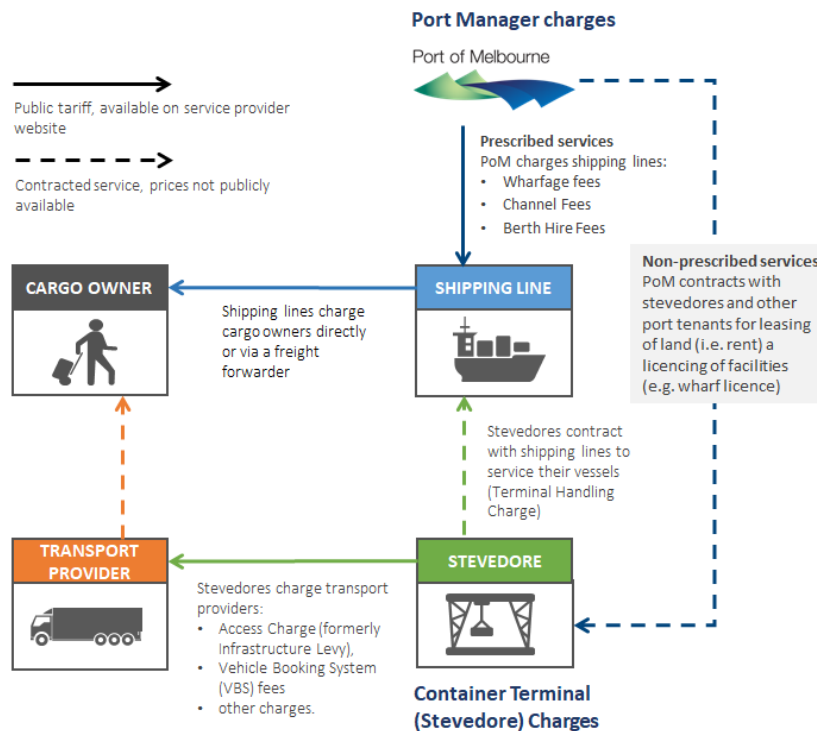 Port Manager charges
Port of Melbourne
Public tariff, available on service provider
website
Contracted service, prices not publicly
available
Prescribed services
PoM charges shipping lines:
• Wharfage fees
• Channel Fees
• Berth Hire Fees
Non-prescribed services
PoM contracts with
stevedores and other
port tenants for leasing
of land (i.e. rent) a
licencing of facilities
(e.g. wharf licence)
CARGO OWNER
SHIPPING LINE
Shipping lines charge
cargo owners directly
or via a freight
forwarder
Stevedores contract
with shipping lines to
service their vessels
(Terminal Handling
Charge)
TRANSPORT
PROVIDER
STEVEDORE
Stevedores charge transport
providers:
• Access Charge (formerly
Infrastructure Levy),
• Vehicle Booking System
(VBS) fees
• other charges.
Container Terminal
(Stevedore) Charges